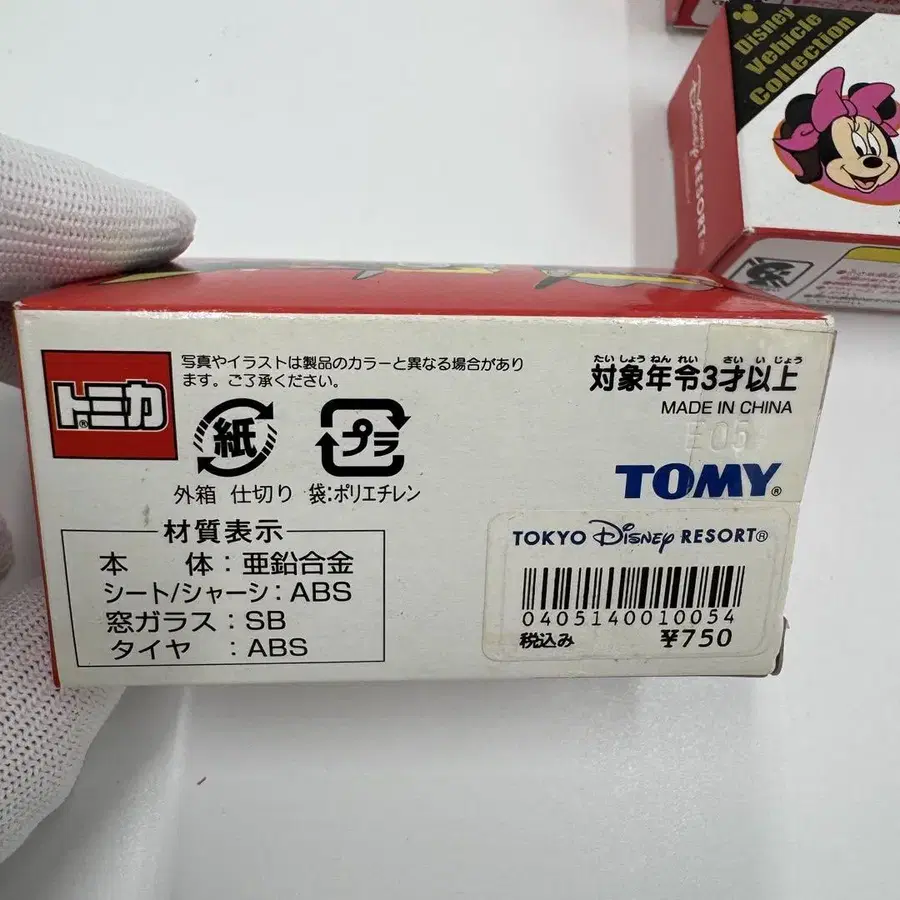 Disney
Vehicle
Collection
Disney RESORT
トミカ®
写真やイラストは製品のカラーと異なる場合があり
ます。ご了承ください。
紙
プラ
外箱 仕切り 袋:ポリエチレン
たいしょうねんれい さいいじょう
対象年令3才以上
MADE IN CHINA
E05
TOMY®
材質表示
本 体 : 亜鉛合金
シート/シャーシ : ABS
窓ガラス : SB
タイヤ : ABS
TOKYO Disney RESORT®
0405140010054
税込み ¥750